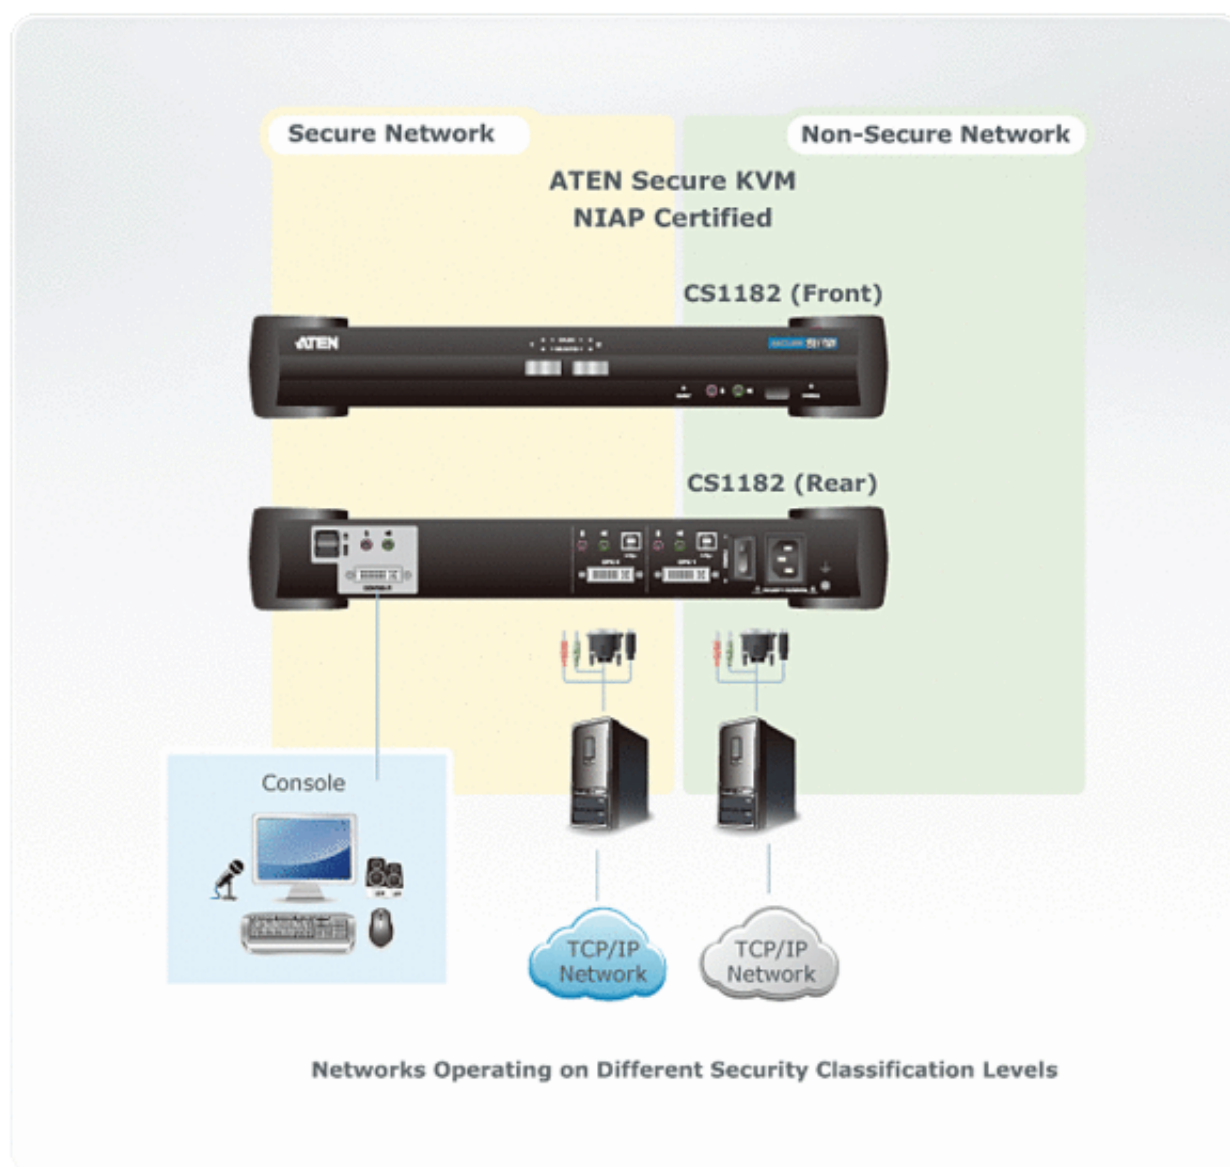 Secure Network
Non-Secure Network
ATEN Secure KVM
NIAP Certified
CS1182 (Front)
ATEN
CS1182 (Rear)
CONSOLE
Console
TCP/IP
Network
TCP/IP
Network
Networks Operating on Different Security Classification Levels